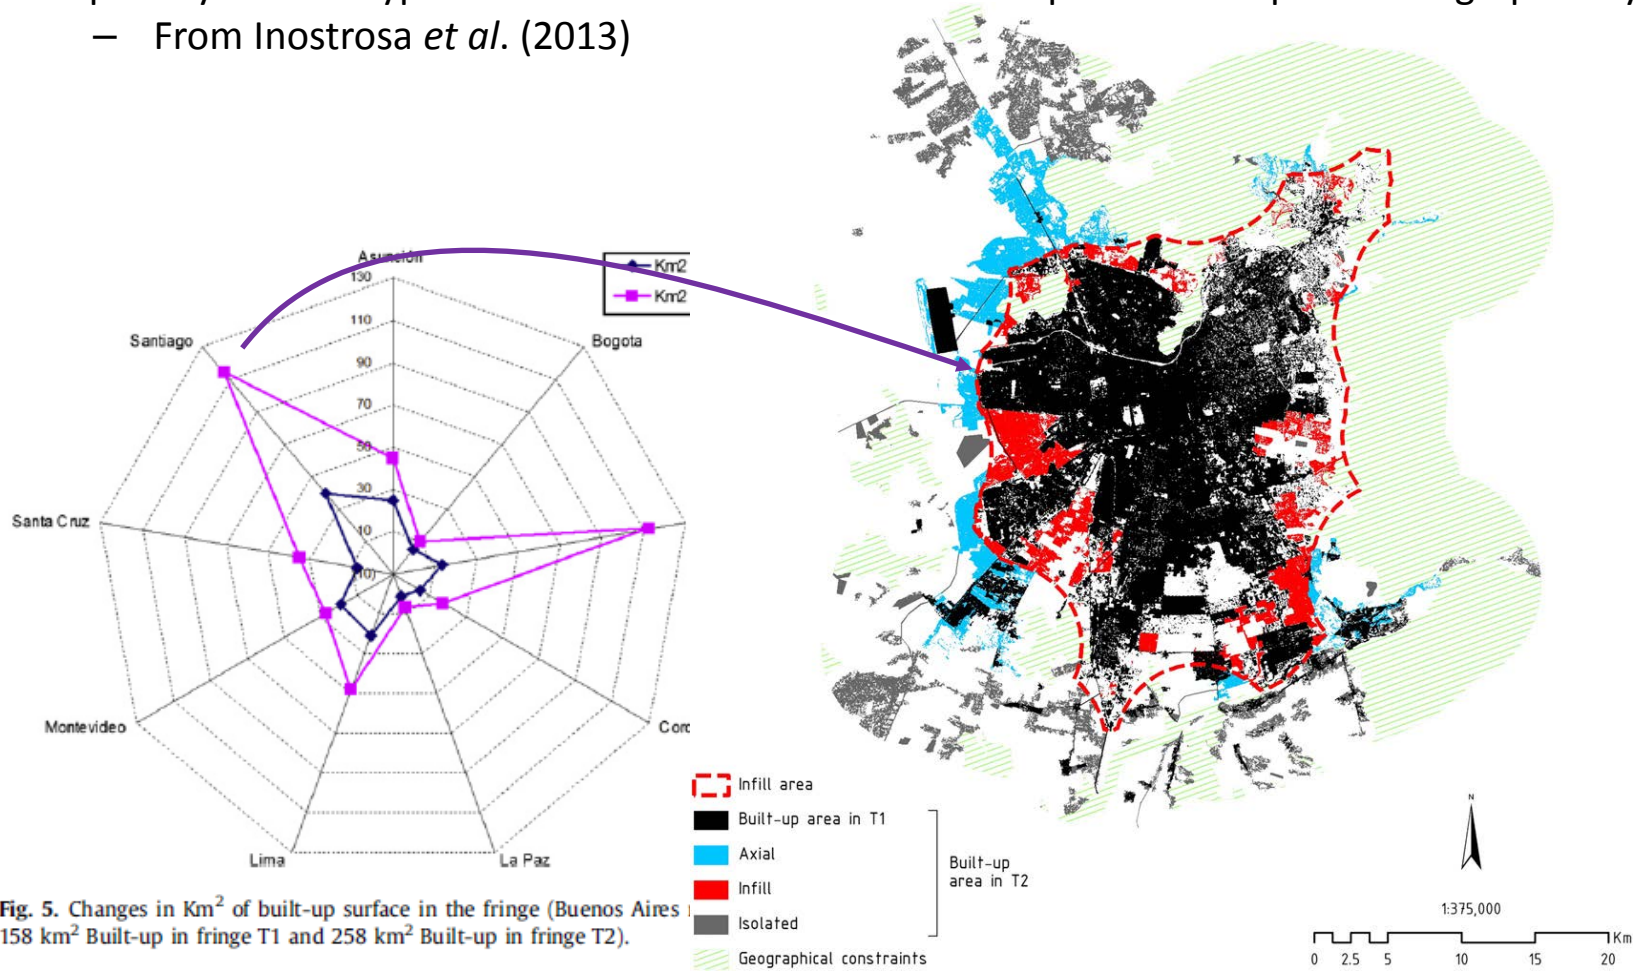 – From Inostrosa et al. (2013)
Asunción
130
110
90
70
50
30
10
Km2
Km2
Santiago
Bogota
Santa Cruz
Montevideo
Lima
La Paz
Fig. 5. Changes in Km² of built-up surface in the fringe (Buenos Aires
158 km² Built-up in fringe T1 and 258 km² Built-up in fringe T2).
Infill area
Built-up area in T1
Axial
Infill
Isolated
Geographical constraints
Built-up
area in T2
N
1:375,000
Km
0 2.5 5 10 15 20